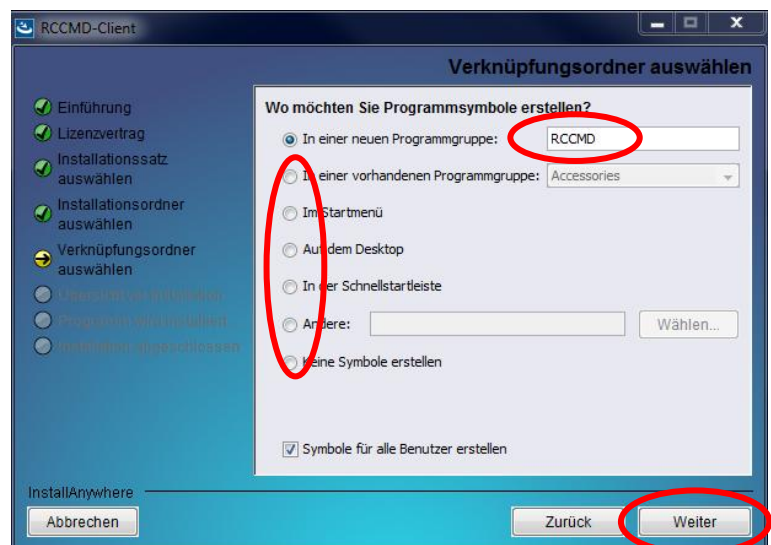 RCCMD-Client
Verknüpfungsordner auswählen
Einführung
Lizenzvertrag
Installationssatz
auswählen
Installationsordner
auswählen
Verknüpfungsordner
auswählen
Installation abgeschlossen
Wo möchten Sie Programmsymbole erstellen?
In einer neuen Programmgruppe: RCCMD
In einer vorhandenen Programmgruppe: Accessories
Im Startmenü
Auf dem Desktop
In der Schnellstartleiste
Andere: Wählen...
Keine Symbole erstellen
Symbole für alle Benutzer erstellen
InstallAnywhere
Abbrechen Zurück Weiter